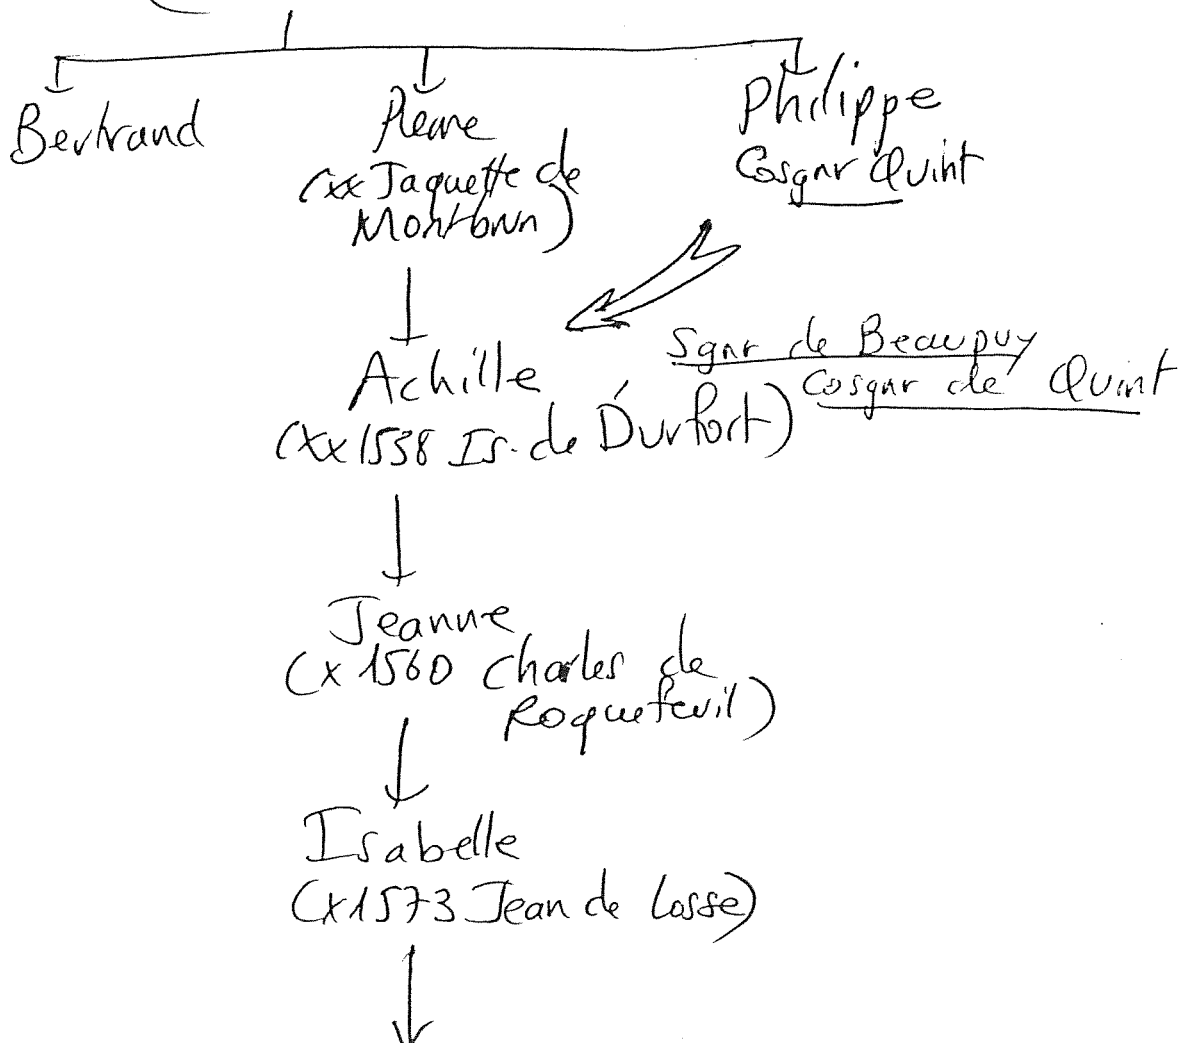 Bertrand
Pierre
(xx Jaquette de
Montbrun)
Philippe
Cosgnr Quint
Achille
(xx 1538 Is. de Durfort)
Sgnr de Beaupuy
Cosgnr de Quint
Jeanne
(x 1560 Charles de
Roquefeuil)
Isabelle
(x 1573 Jean de Losse)